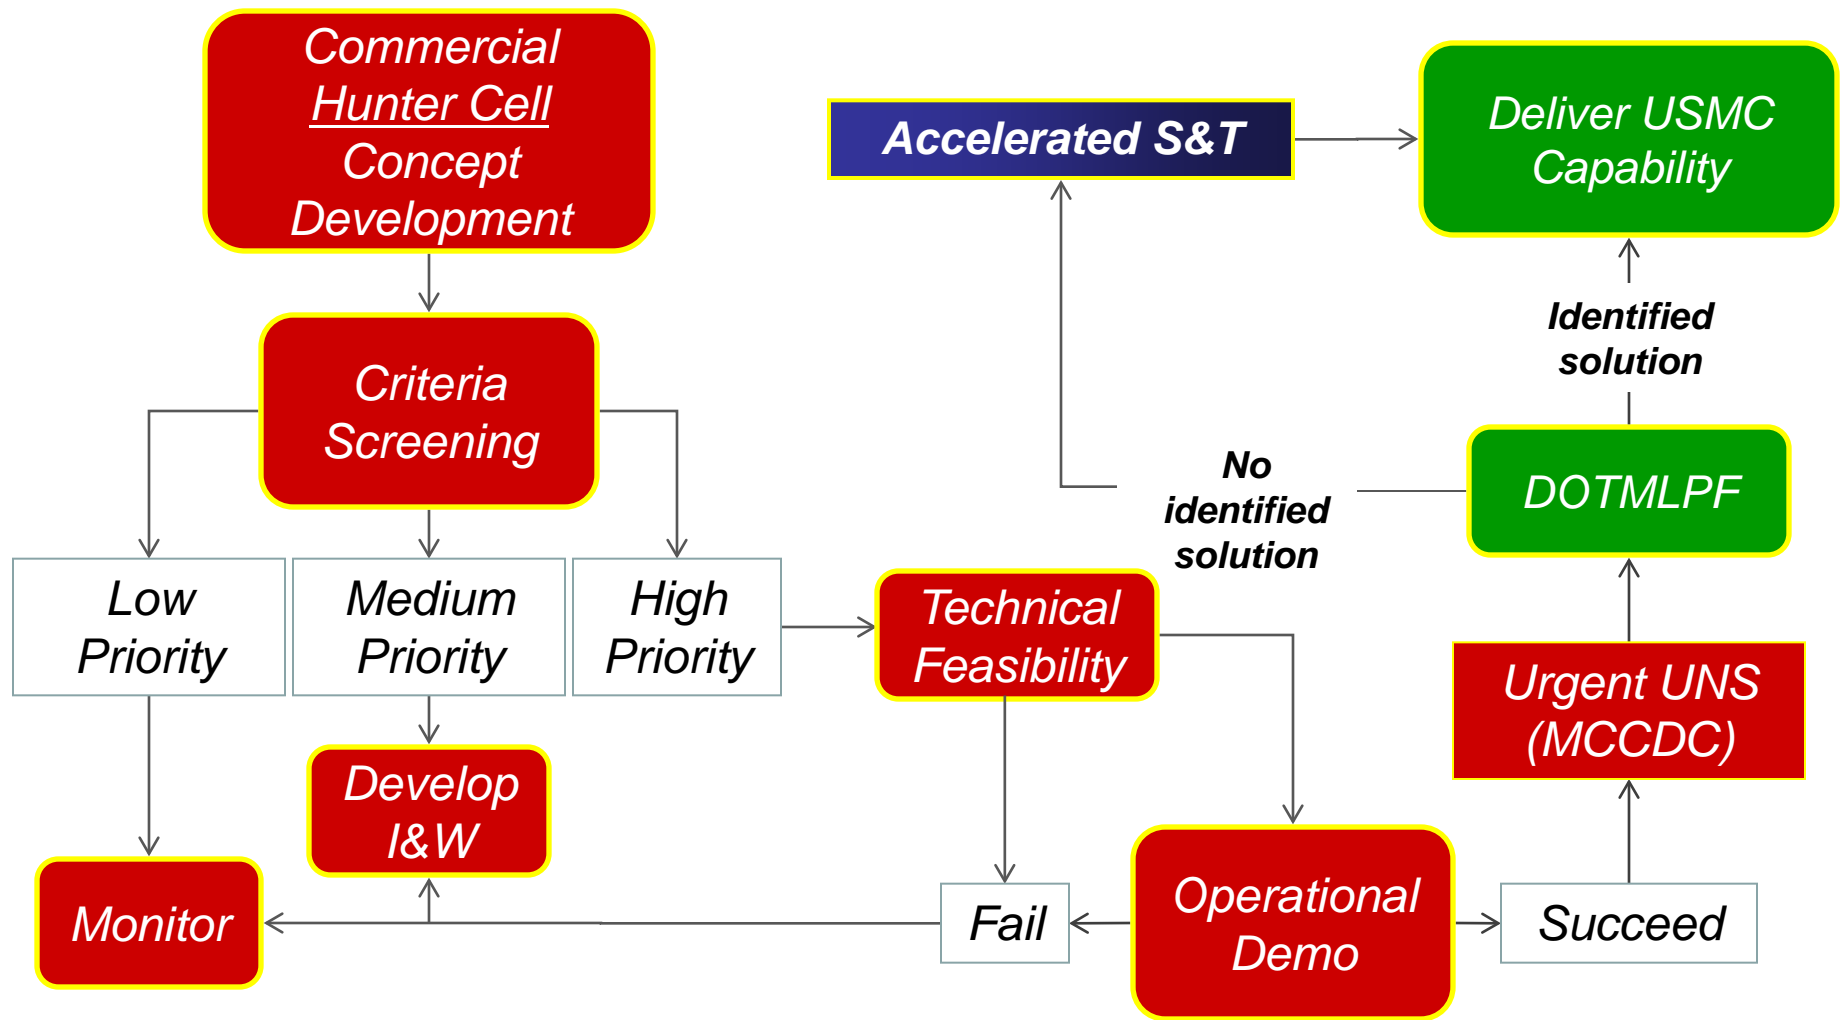 Commercial
Hunter Cell
Concept
Development
Accelerated S&T
Deliver USMC
Capability
Criteria
Screening
Identified
solution
No
identified
solution
DOTMLPF
Low
Priority
Medium
Priority
High
Priority
Technical
Feasibility
Urgent UNS
(MCCDC)
Develop
I&W
Monitor
Fail
Operational
Demo
Succeed